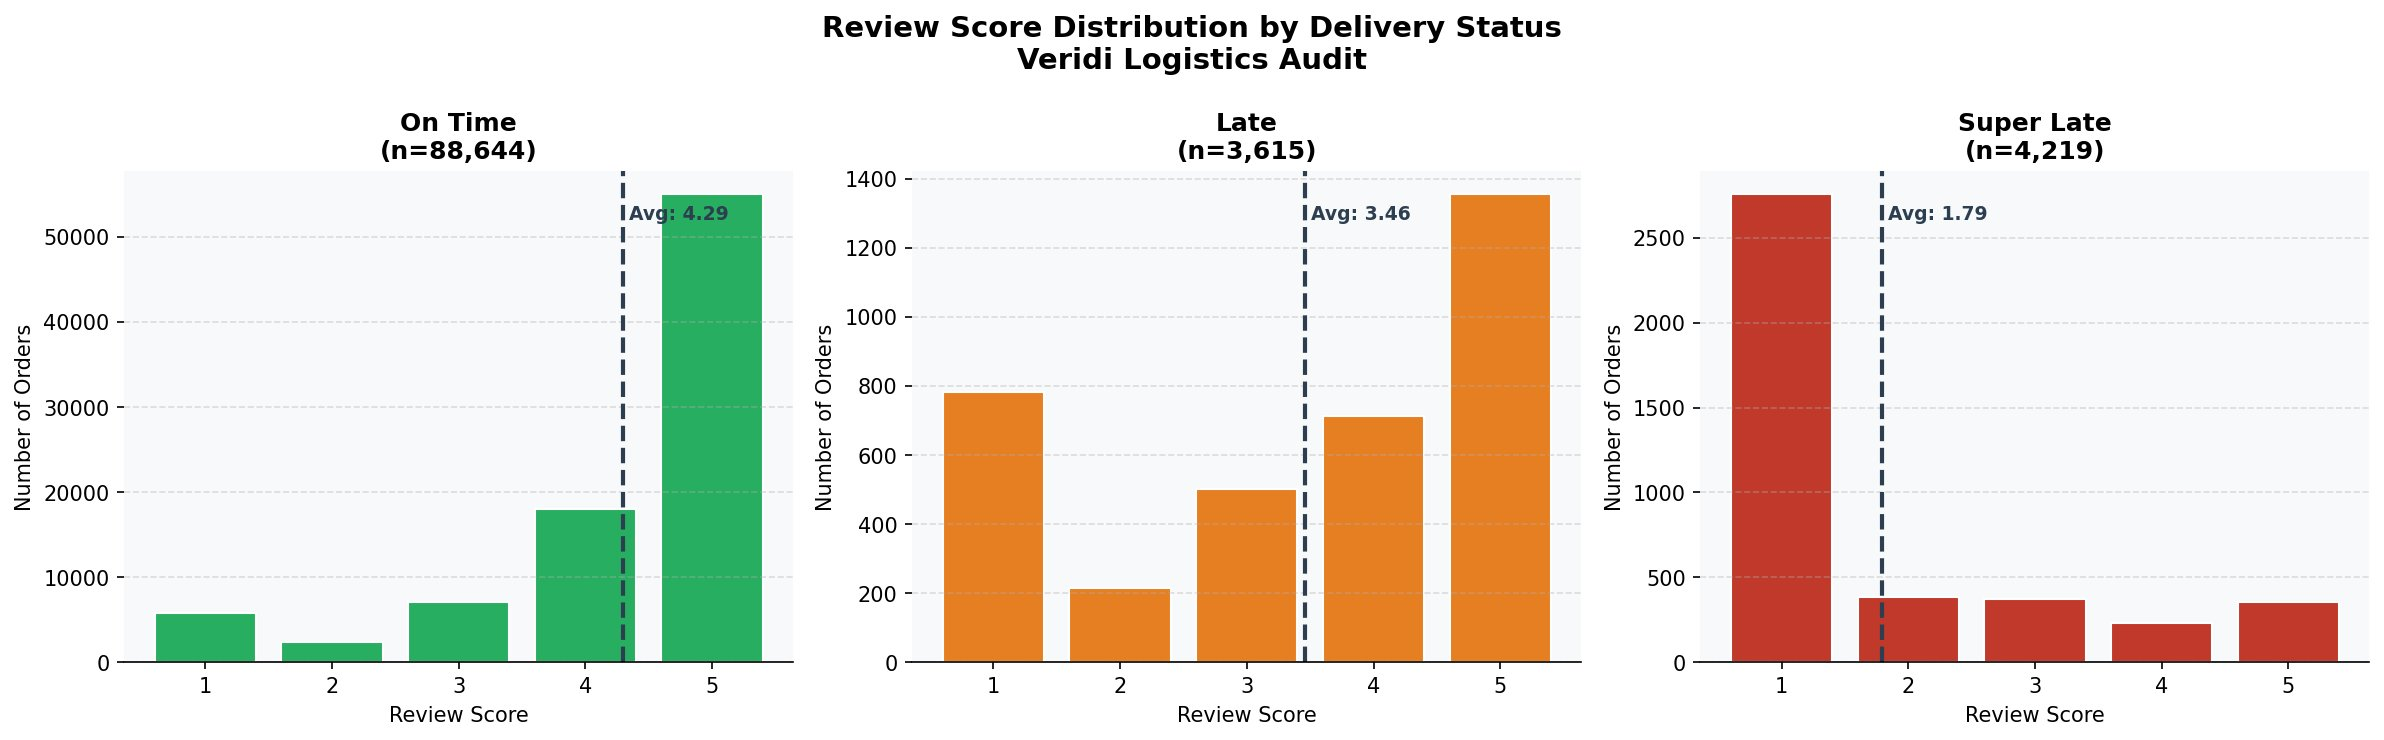 Review Score Distribution by Delivery Status
Veridi Logistics Audit
On Time
(n=88,644)
Avg: 4.29
50000
40000
30000
20000
10000
0
Number of Orders
1 2 3 4 5
Review Score
Late
(n=3,615)
Avg: 3.46
1400
1200
1000
800
600
400
200
0
Number of Orders
1 2 3 4 5
Review Score
Super Late
(n=4,219)
Avg: 1.79
2500
2000
1500
1000
500
0
Number of Orders
1 2 3 4 5
Review Score